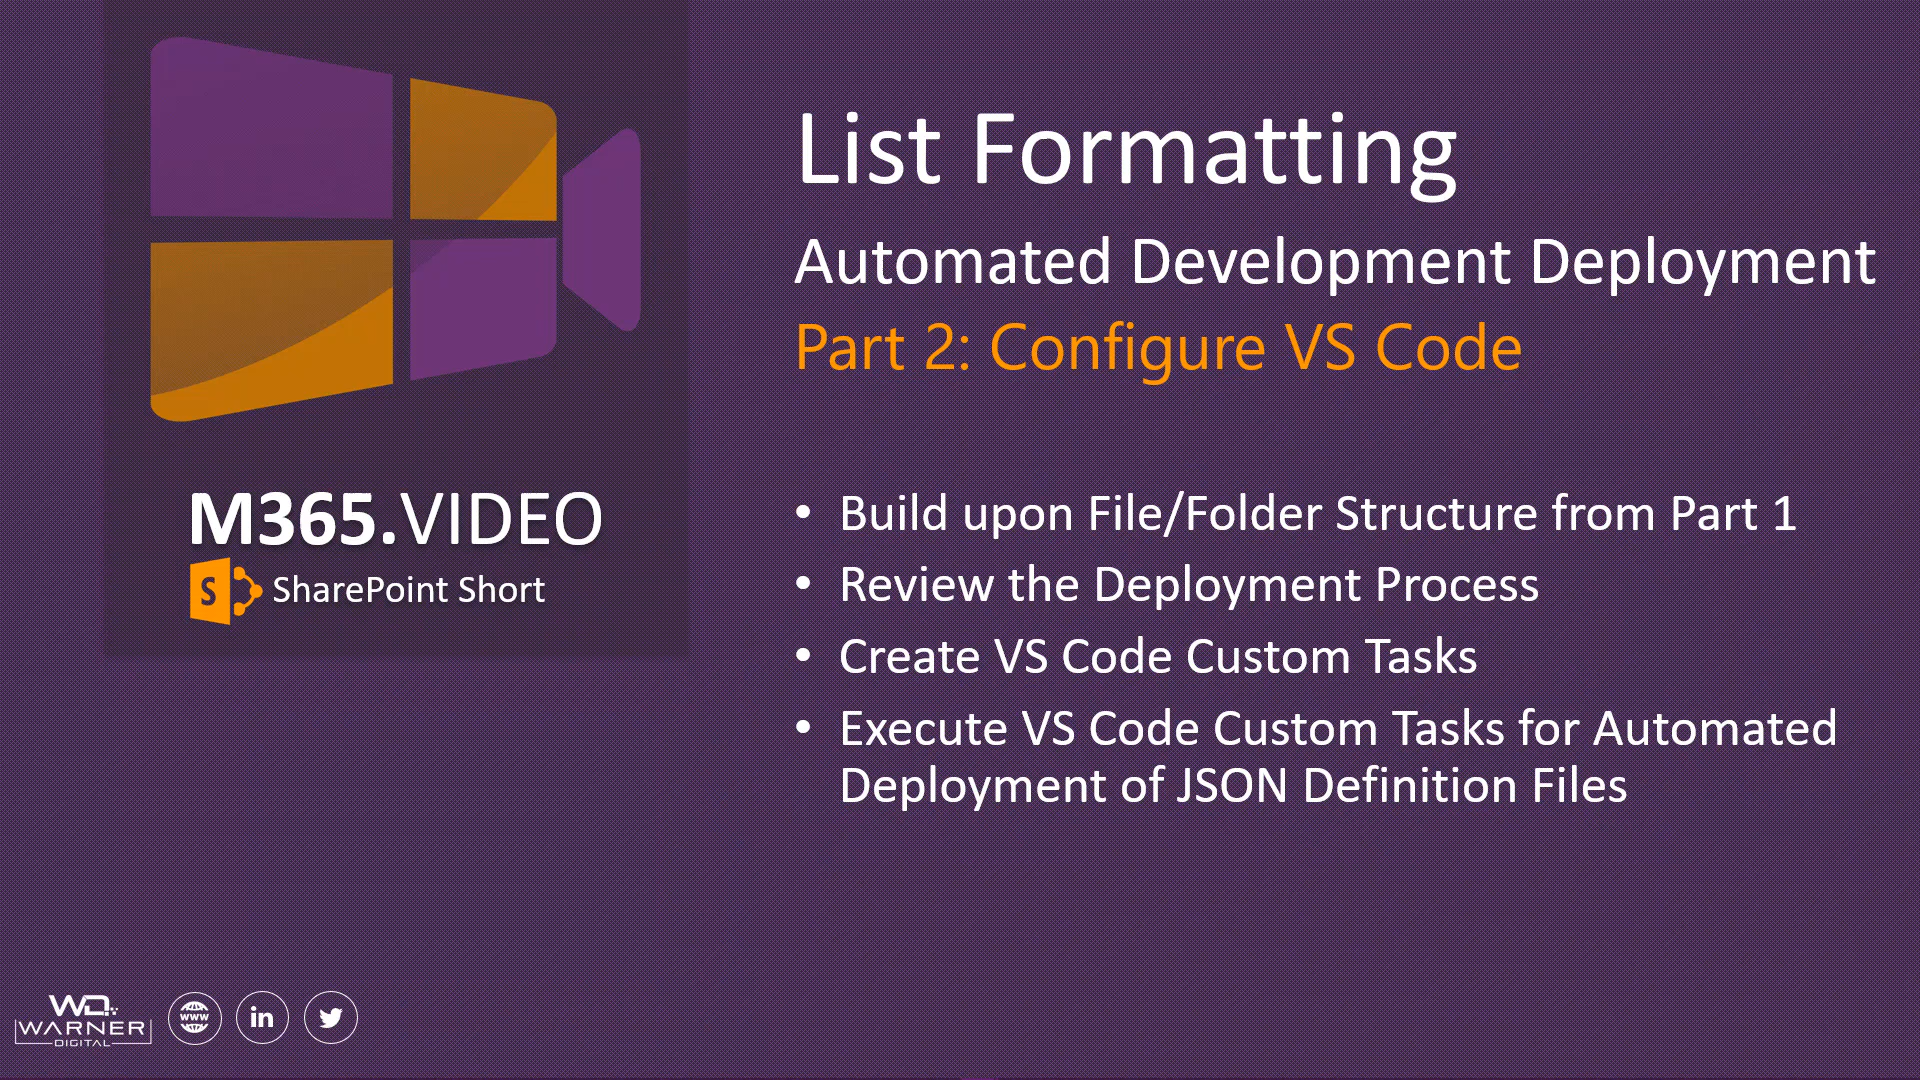 List Formatting
Automated Development Deployment
Part 2: Configure VS Code
M365.VIDEO
S SharePoint Short
• Build upon File/Folder Structure from Part 1
• Review the Deployment Process
• Create VS Code Custom Tasks
• Execute VS Code Custom Tasks for Automated
Deployment of JSON Definition Files
WD
WARNER
DIGITAL
www
in